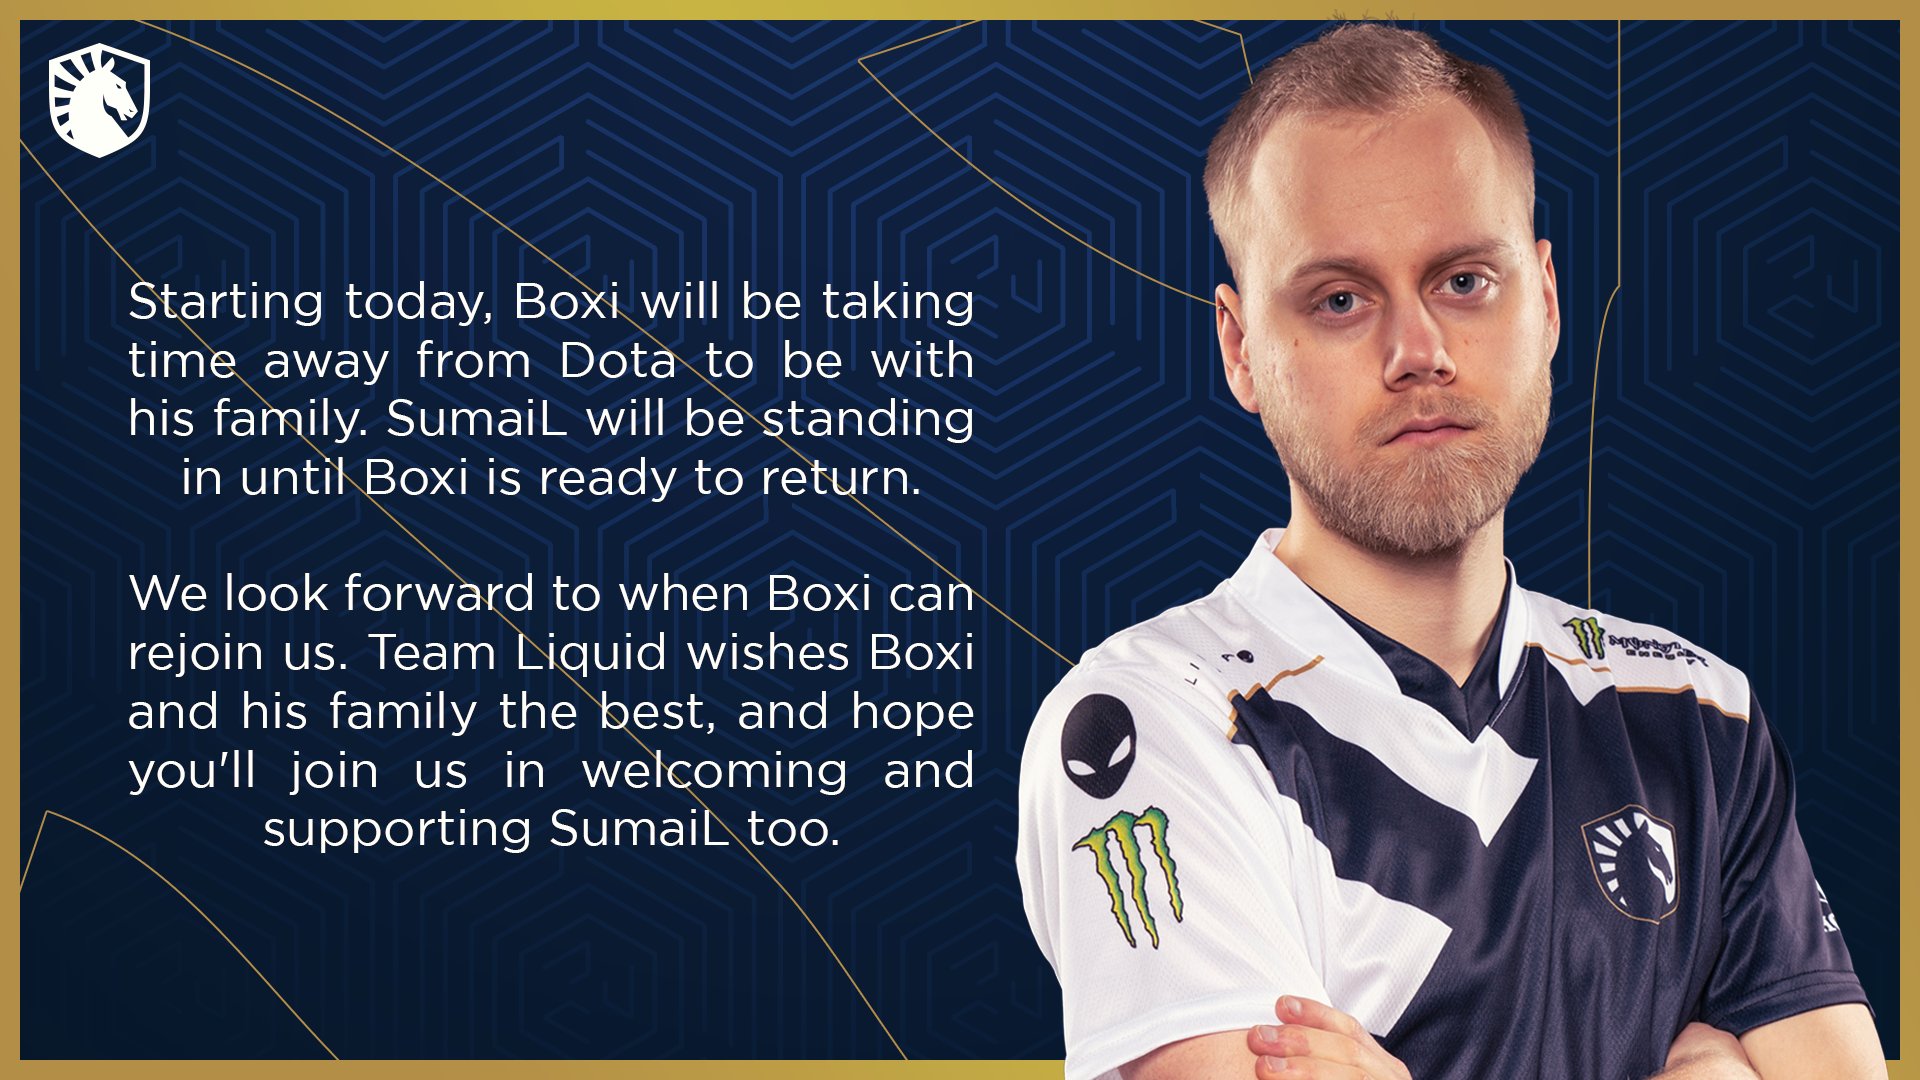 Starting today, Boxi will be taking
time away from Dota to be with
his family. SumaiL will be standing
in until Boxi is ready to return.
We look forward to when Boxi can
rejoin us. Team Liquid wishes Boxi
and his family the best, and hope
you'll join us in welcoming and
supporting SumaiL too.
MONSTER
ENERGY